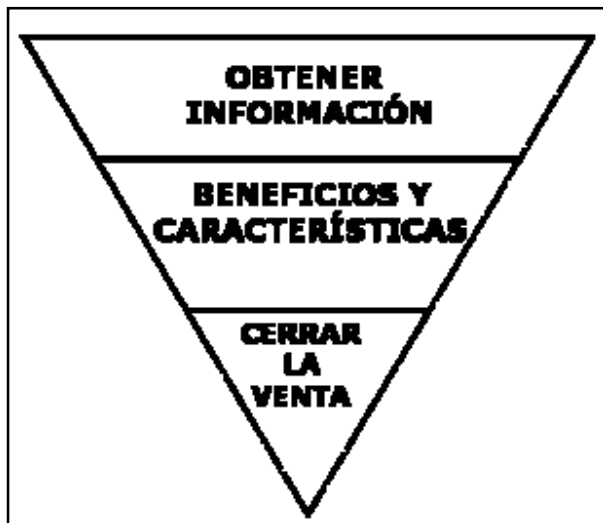 OBTENER
INFORMACIÓN
BENEFICIOS Y
CARACTERÍSTICAS
CERRAR
LA
VENTA